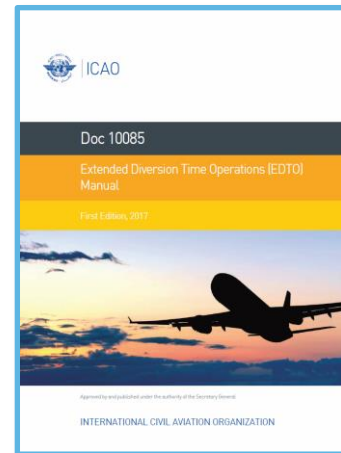 ICAO
Doc 10085
Extended Diversion Time Operations (EDTO)
Manual
First Edition, 2017
Approved by and published under the authority of the Secretary General
INTERNATIONAL CIVIL AVIATION ORGANIZATION